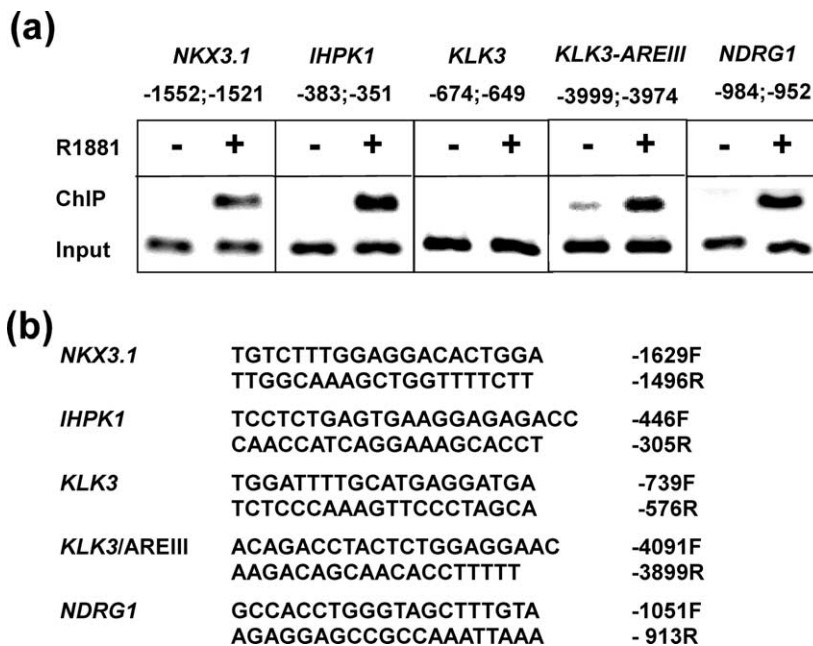 (a)
NKX3.1 IHPK1 KLK3 KLK3-AREIII NDRG1
-1552;-1521 -383;-351 -674;-649 -3999;-3974 -984;-952
R1881 - + - + - + - + - +
ChIP
Input
(b)
NKX3.1 TGTCTTTGGAGGACACTGGA -1629F
TTGGCAAAGCTGGTTTTCTT -1496R
IHPK1 TCCTCTGAGTGAAGGAGAGACC -446F
CAACCATCAGGAAAGCACCT -305R
KLK3 TGGATTTTGCATGAGGATGA -739F
TCTCCCAAAGTTCCCTAGCA -576R
KLK3/AREIII ACAGACCTACTCTGGAGGAAC -4091F
AAGACAGCAACACCTTTTT -3899R
NDRG1 GCCACCTGGGTAGCTTTGTA -1051F
AGAGGAGCCGCCAAATTAAA - 913R